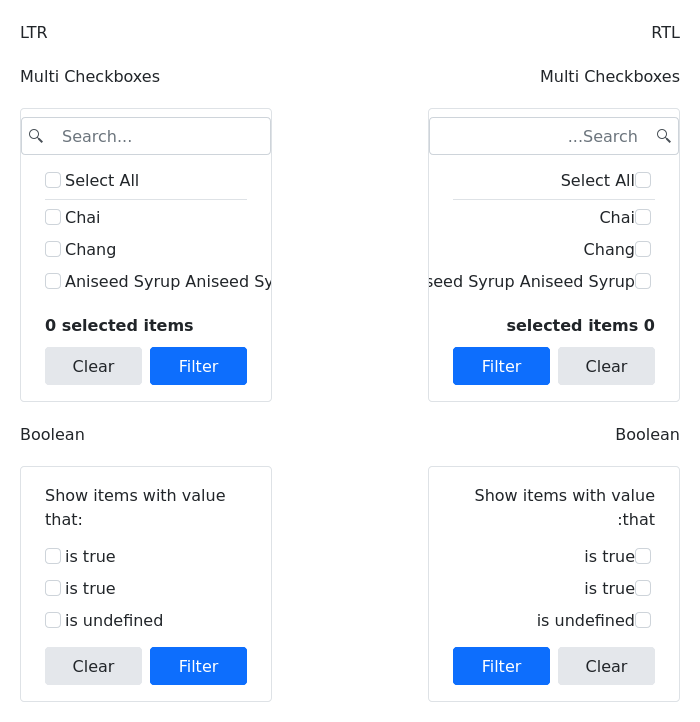 LTR
Multi Checkboxes
Search...
Select All
Chai
Chang
Aniseed Syrup Aniseed Sy
0 selected items
Clear
Filter
Boolean
Show items with value
that:
is true
is true
is undefined
Clear
Filter
RTL
Multi Checkboxes
...Search
Select All
Chai
Chang
seed Syrup Aniseed Syrup
selected items 0
Filter
Clear
Boolean
Show items with value
:that
is true
is true
is undefined
Filter
Clear